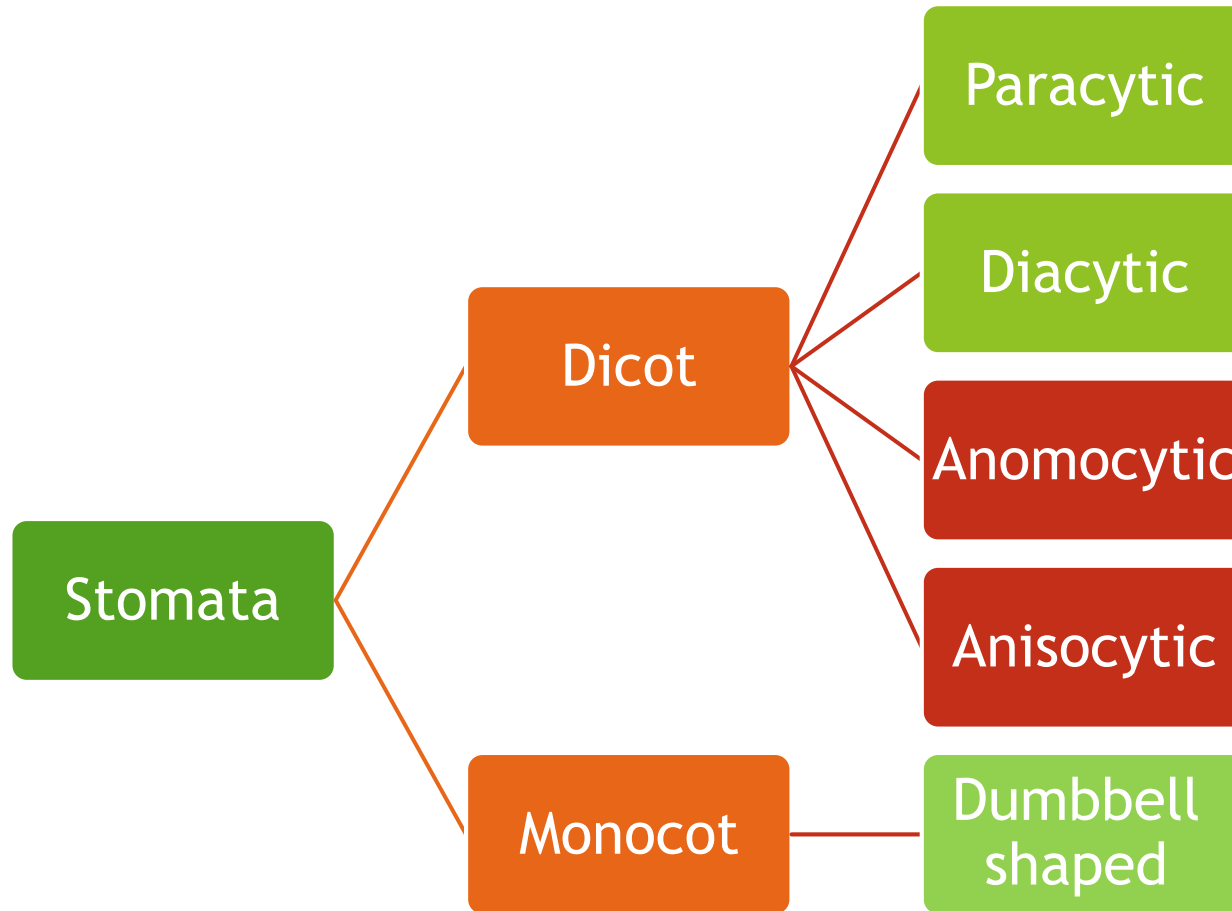 Paracytic
Diacytic
Dicot
Anomocytic
Stomata
Anisocytic
Monocot
Dumbbell
shaped